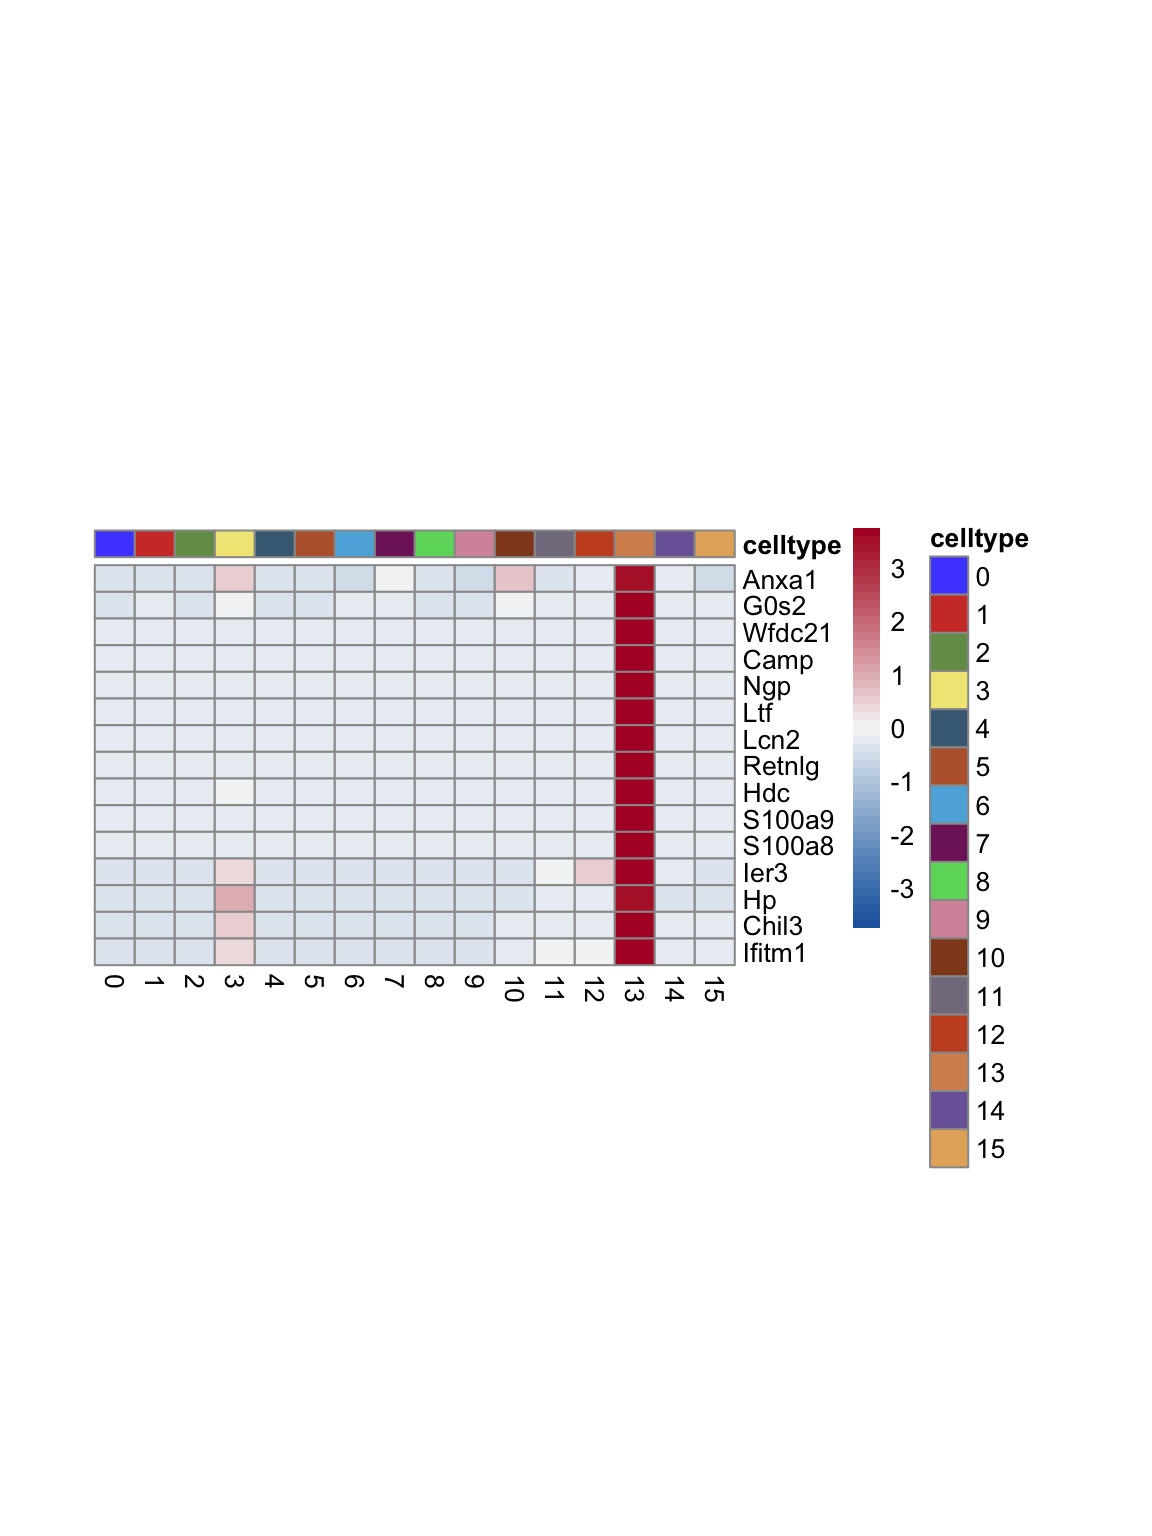 celltype
Anxa1
G0s2
Wfdc21
Camp
Ngp
Ltf
Lcn2
Retnlg
Hdc
S100a9
S100a8
Ier3
Hp
Chil3
Ifitm1
0 1 2 3 4 5 6 7 8 9 10 11 12 13 14 15
3
2
1
0
-1
-2
-3
celltype
0
1
2
3
4
5
6
7
8
9
10
11
12
13
14
15